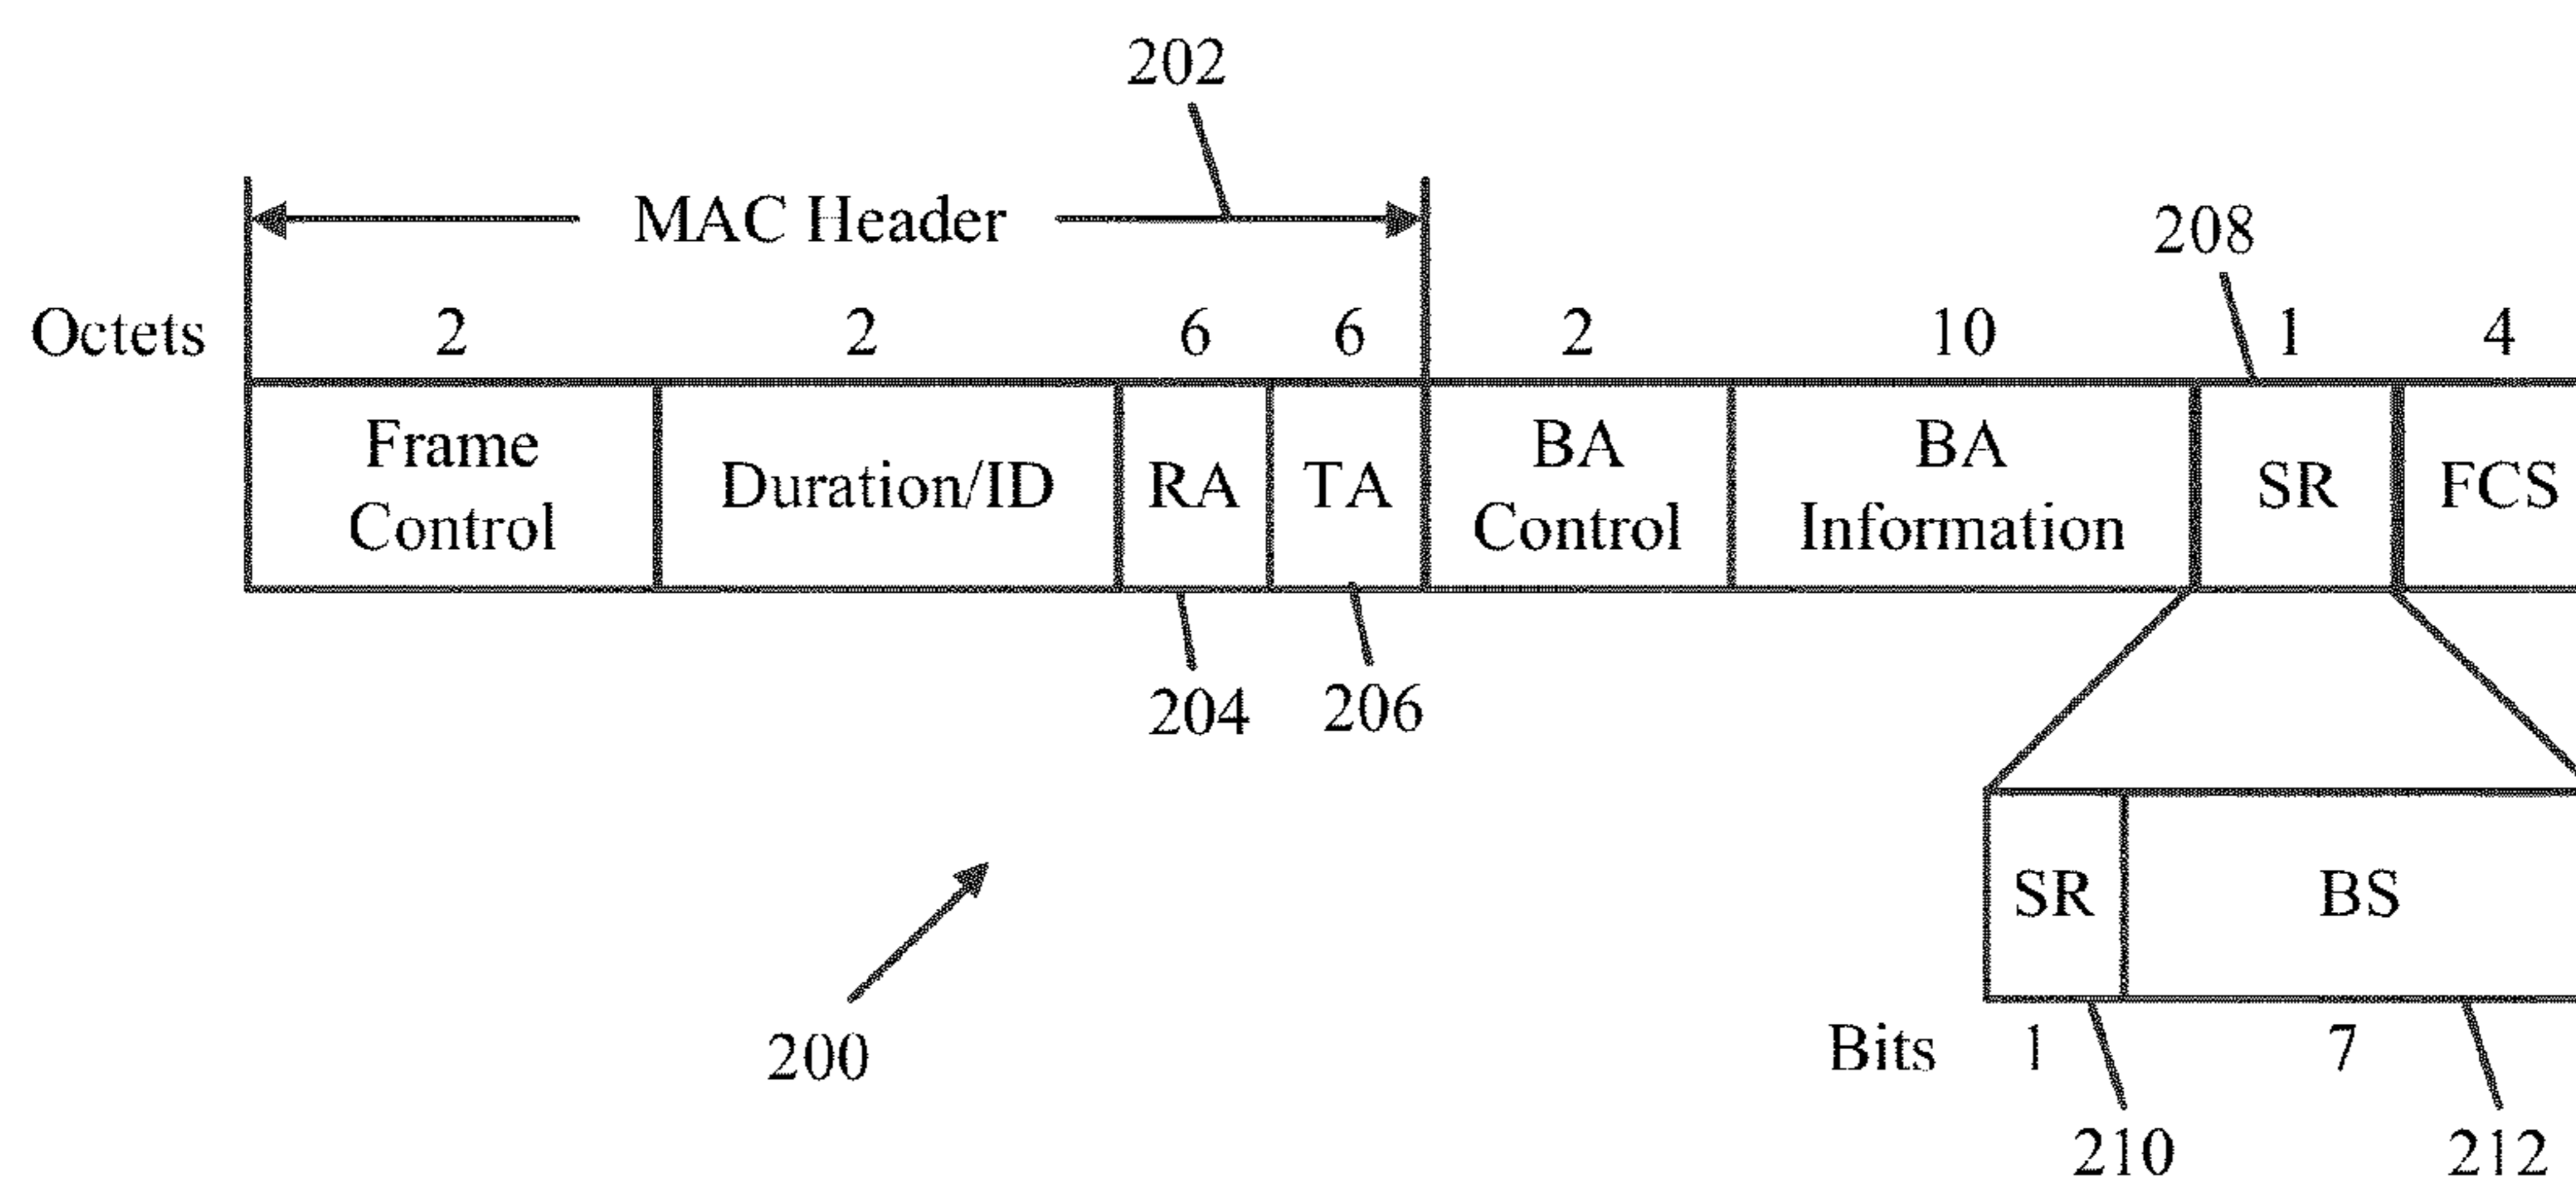 202
MAC Header
208
Octets 2 2 6 6 2 10 1 4
Frame Control Duration/ID RA TA BA Control BA Information SR FCS
204 206
SR BS
200
Bits 1 7
210 212